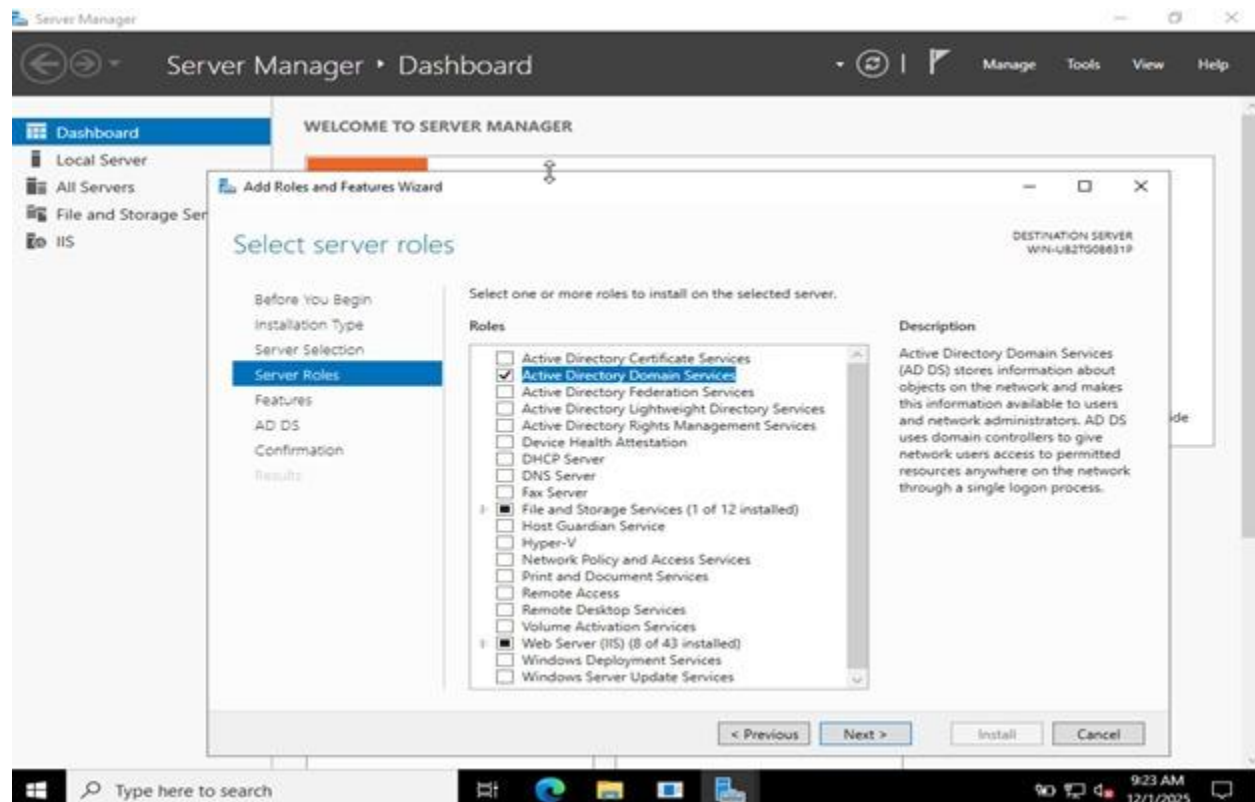 Server Manager
Server Manager • Dashboard
Manage Tools View Help
Dashboard
Local Server
All Servers
File and Storage Ser
IIS
WELCOME TO SERVER MANAGER
Add Roles and Features Wizard
Select server roles
DESTINATION SERVER
WIN-UB2TG08631P
Before You Begin
Installation Type
Server Selection
Server Roles
Features
AD DS
Confirmation
Results
Select one or more roles to install on the selected server.
Roles
Active Directory Certificate Services
Active Directory Domain Services
Active Directory Federation Services
Active Directory Lightweight Directory Services
Active Directory Rights Management Services
Device Health Attestation
DHCP Server
DNS Server
Fax Server
File and Storage Services (1 of 12 installed)
Host Guardian Service
Hyper-V
Network Policy and Access Services
Print and Document Services
Remote Access
Remote Desktop Services
Volume Activation Services
Web Server (IIS) (8 of 43 installed)
Windows Deployment Services
Windows Server Update Services
Description
Active Directory Domain Services
(AD DS) stores information about
objects on the network and makes
this information available to users
and network administrators. AD DS
uses domain controllers to give
network users access to permitted
resources anywhere on the network
through a single logon process.
ide
< Previous Next > Install Cancel
Type here to search
9:23 AM
12/1/2025